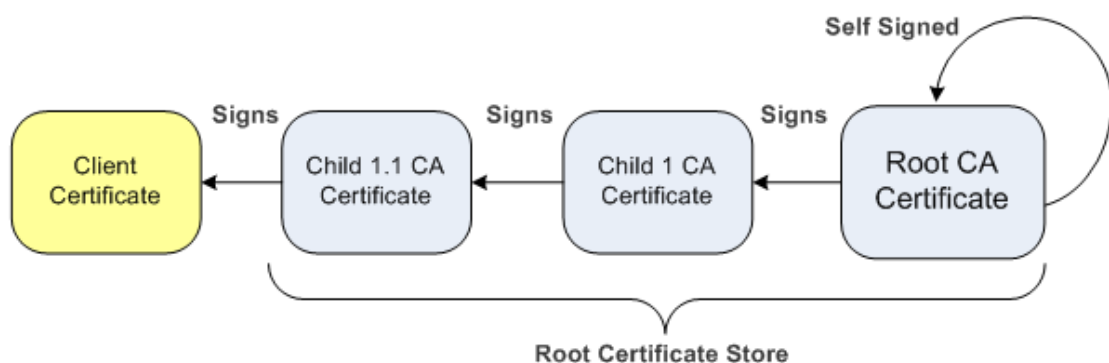 Self Signed
Signs
Signs
Signs
Client
Certificate
Child 1.1 CA
Certificate
Child 1 CA
Certificate
Root CA
Certificate
Root Certificate Store